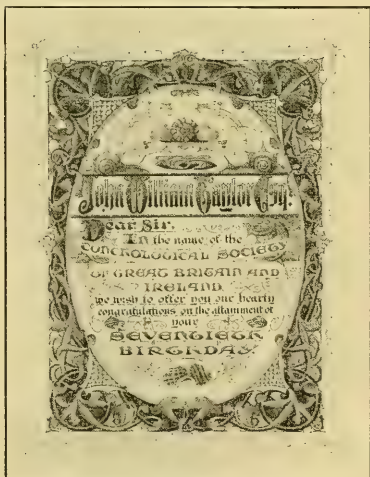 John William Taylor Esq:
Dear Sir.
In the name of the
CONCHOLOGICAL SOCIETY
OF GREAT BRITAIN AND
IRELAND,
we wish to offer you our hearty
congratulations on the attainment of
your
SEVENTIETH
BIRTHDAY.